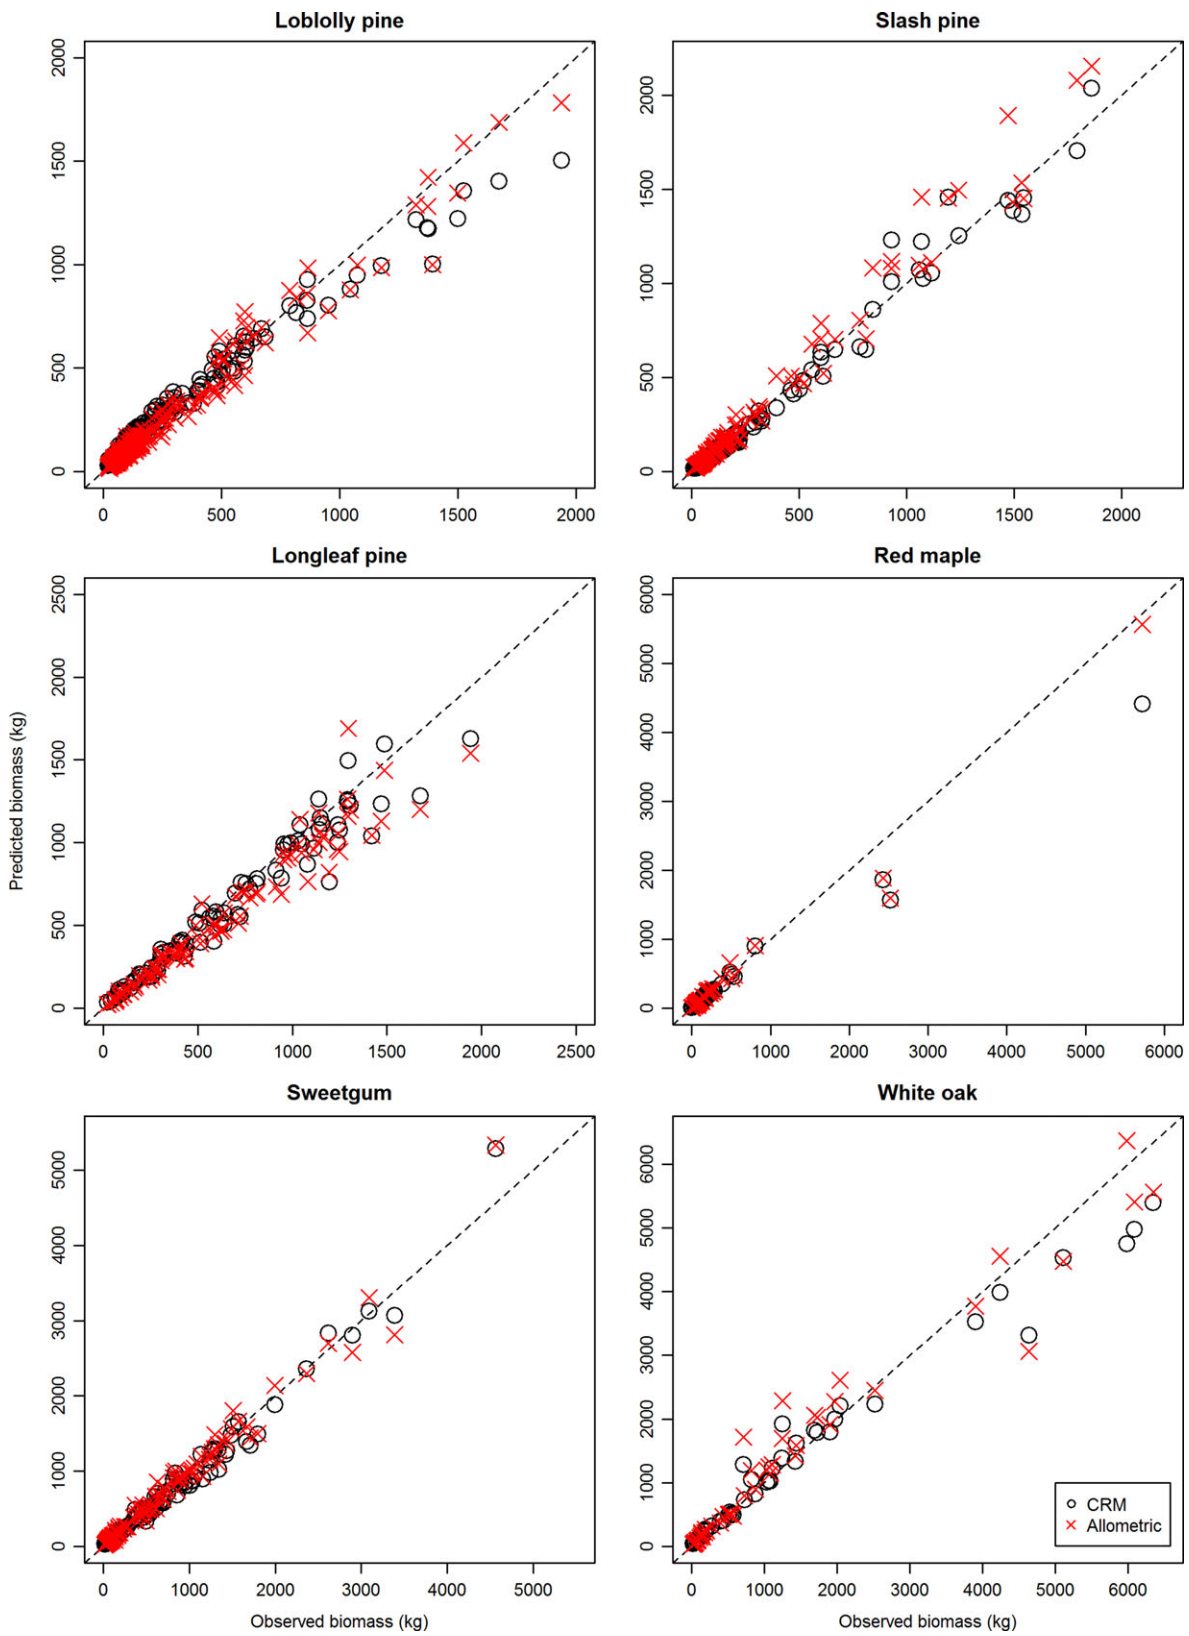 Loblolly pine
2000
1500
1000
500
0
0 500 1000 1500 2000
Slash pine
2000
1500
1000
500
0
0 500 1000 1500 2000
Predicted biomass (kg)
Longleaf pine
2500
2000
1500
1000
500
0
0 500 1000 1500 2000 2500
Red maple
6000
5000
4000
3000
2000
1000
0
0 1000 2000 3000 4000 5000 6000
Sweetgum
5000
4000
3000
2000
1000
0
0 1000 2000 3000 4000 5000
Observed biomass (kg)
White oak
6000
5000
4000
3000
2000
1000
0
CRM
Allometric
0 1000 2000 3000 4000 5000 6000
Observed biomass (kg)